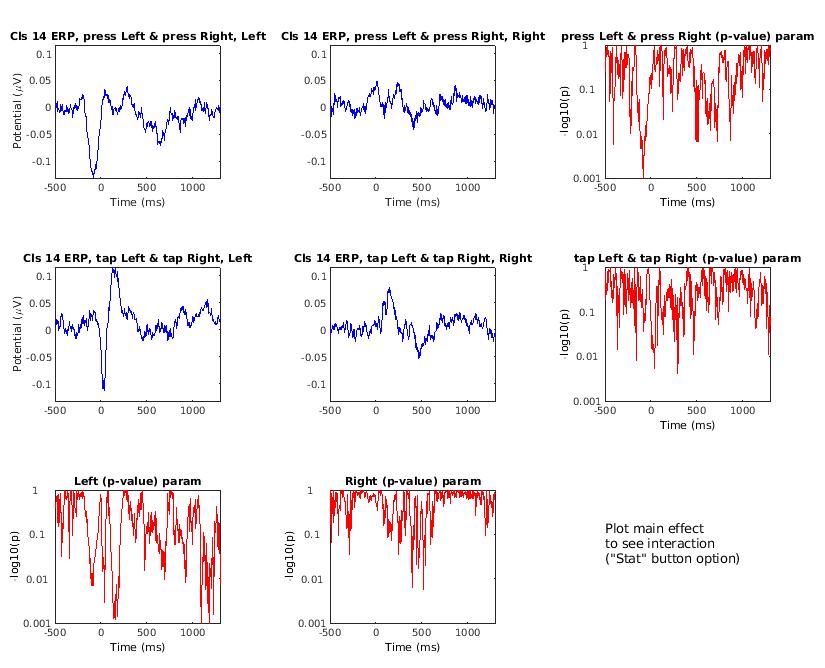 Cls 14 ERP, press Left & press Right, Left
Cls 14 ERP, press Left & press Right, Right
press Left & press Right (p-value) param
0.1
0.05
0
-0.05
-0.1
Potential (μV)
-500 0 500 1000
Time (ms)
-500 0 500 1000
Time (ms)
0.1
0.05
0
-0.05
-0.1
1
0.1
0.01
0.001
-log10(p)
-500 0 500 1000
Time (ms)
Cls 14 ERP, tap Left & tap Right, Left
Cls 14 ERP, tap Left & tap Right, Right
tap Left & tap Right (p-value) param
0.1
0.05
0
-0.05
-0.1
Potential (μV)
-500 0 500 1000
Time (ms)
0.1
0.05
0
-0.05
-0.1
-500 0 500 1000
Time (ms)
1
0.1
0.01
0.001
-log10(p)
-500 0 500 1000
Time (ms)
Left (p-value) param
Right (p-value) param
1
0.1
0.01
0.001
-log10(p)
-500 0 500 1000
Time (ms)
1
0.1
0.01
0.001
-log10(p)
-500 0 500 1000
Time (ms)
Plot main effect
to see interaction
("Stat" button option)